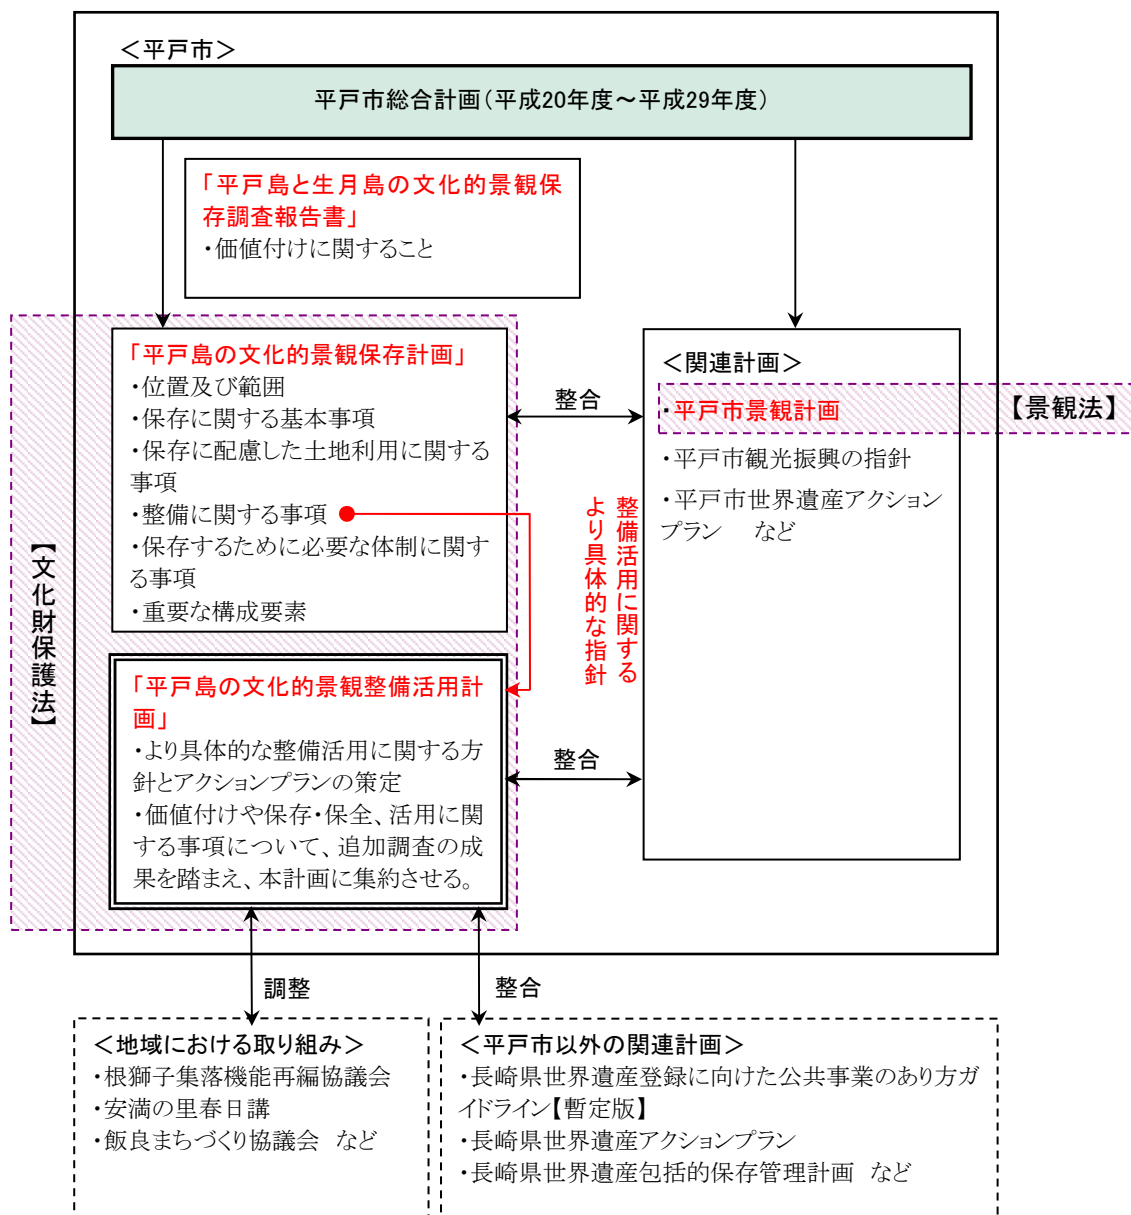 ＜平戸市＞
平戸市総合計画（平成20年度～平成29年度）
「平戸島と生月島の文化的景観保
存調査報告書」
・価値付けに関すること
「平戸島の文化的景観保存計画」
・位置及び範囲
・保存に関する基本事項
・保存に配慮した土地利用に関する
事項
・整備に関する事項
・保存するために必要な体制に関す
る事項
・重要な構成要素
整合
＜関連計画＞
・平戸市景観計画
【景観法】
・平戸市観光振興の指針
・平戸市世界遺産アクション
プラン　など
整備活用に関する
より具体的な指針
【文化財保護法】
「平戸島の文化的景観整備活用計
画」
・より具体的な整備活用に関する方
針とアクションプランの策定
・価値付けや保存・保全、活用に関
する事項について、追加調査の成
果を踏まえ、本計画に集約させる。
整合
調整
整合
＜地域における取り組み＞
・根獅子集落機能再編協議会
・安満の里春日講
・飯良まちづくり協議会　など
＜平戸市以外の関連計画＞
・長崎県世界遺産登録に向けた公共事業のあり方ガ
イドライン【暫定版】
・長崎県世界遺産アクションプラン
・長崎県世界遺産包括的保存管理計画　など